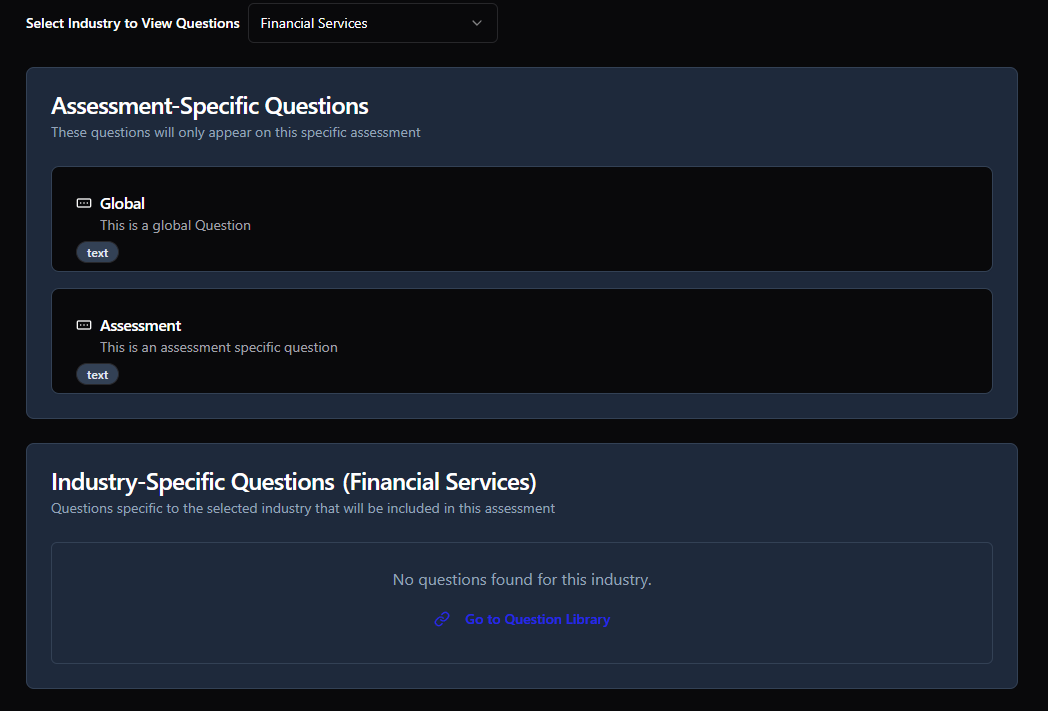 Select Industry to View Questions Financial Services
Assessment-Specific Questions
These questions will only appear on this specific assessment
Global
This is a global Question
text
Assessment
This is an assessment specific question
text
Industry-Specific Questions (Financial Services)
Questions specific to the selected industry that will be included in this assessment
No questions found for this industry.
Go to Question Library